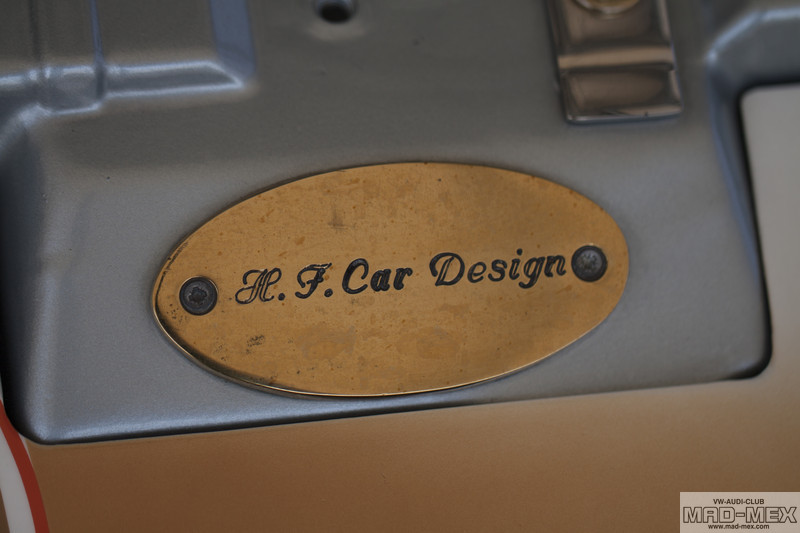 H. F. Car Design
VW-AUDI-CLUB
MAD-MEX
www.mad-mex.com